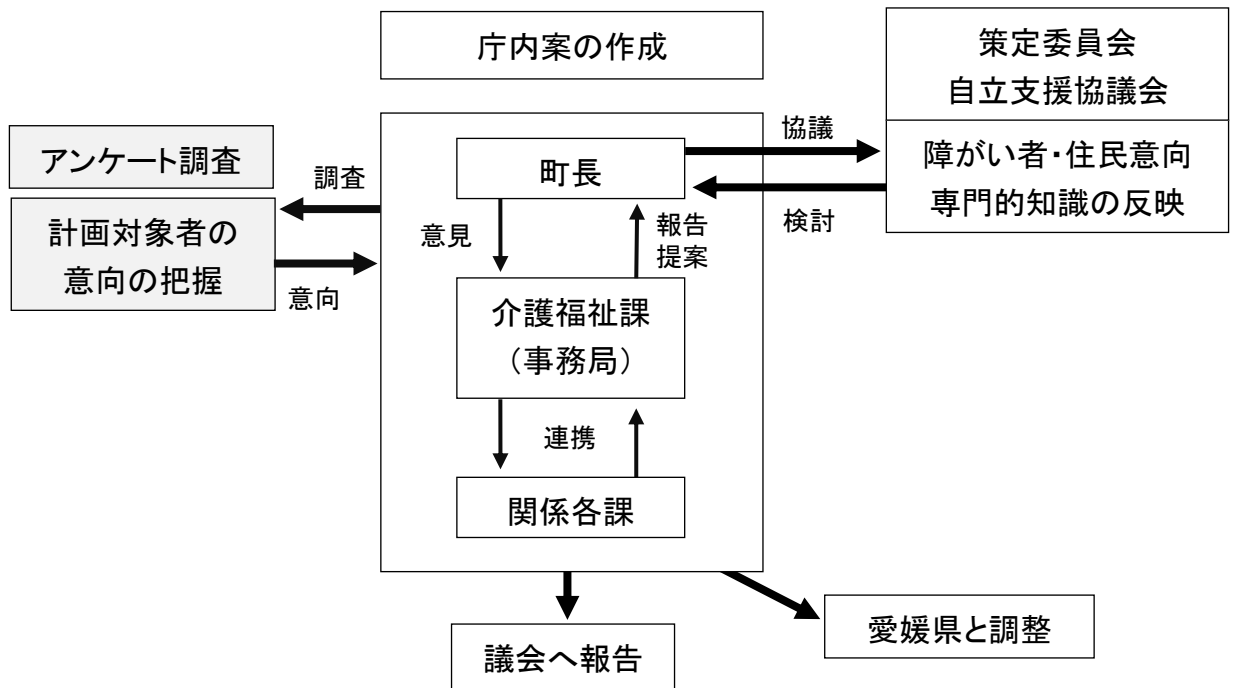 庁内案の作成
策定委員会
自立支援協議会
障がい者・住民意向
専門的知識の反映
アンケート調査
計画対象者の
意向の把握
調査
意向
協議
検討
町長
意見
報告
提案
介護福祉課
（事務局）
連携
関係各課
議会へ報告
愛媛県と調整